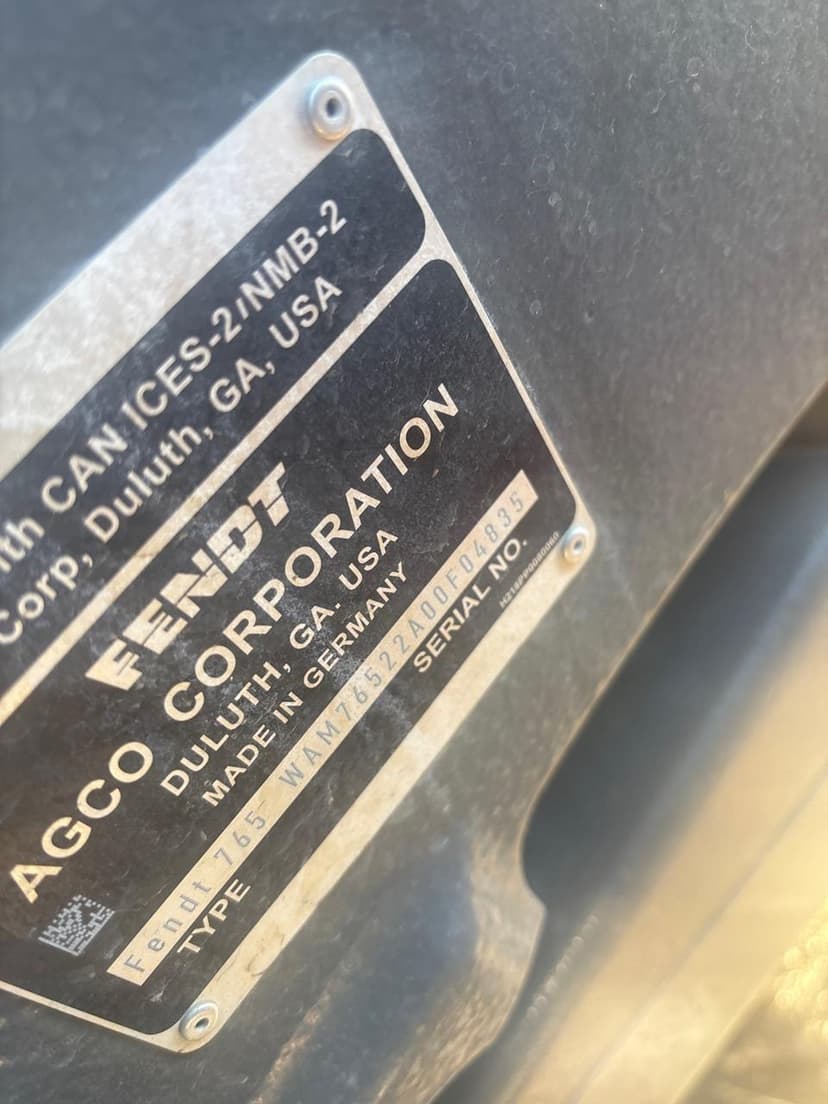 ith CAN ICES-2/NMB-2
Corp, Duluth, GA, USA
FENDT
AGCO CORPORATION
DULUTH, GA. USA
MADE IN GERMANY
Fendt 765 WAM76522A00F04835
TYPE SERIAL NO.